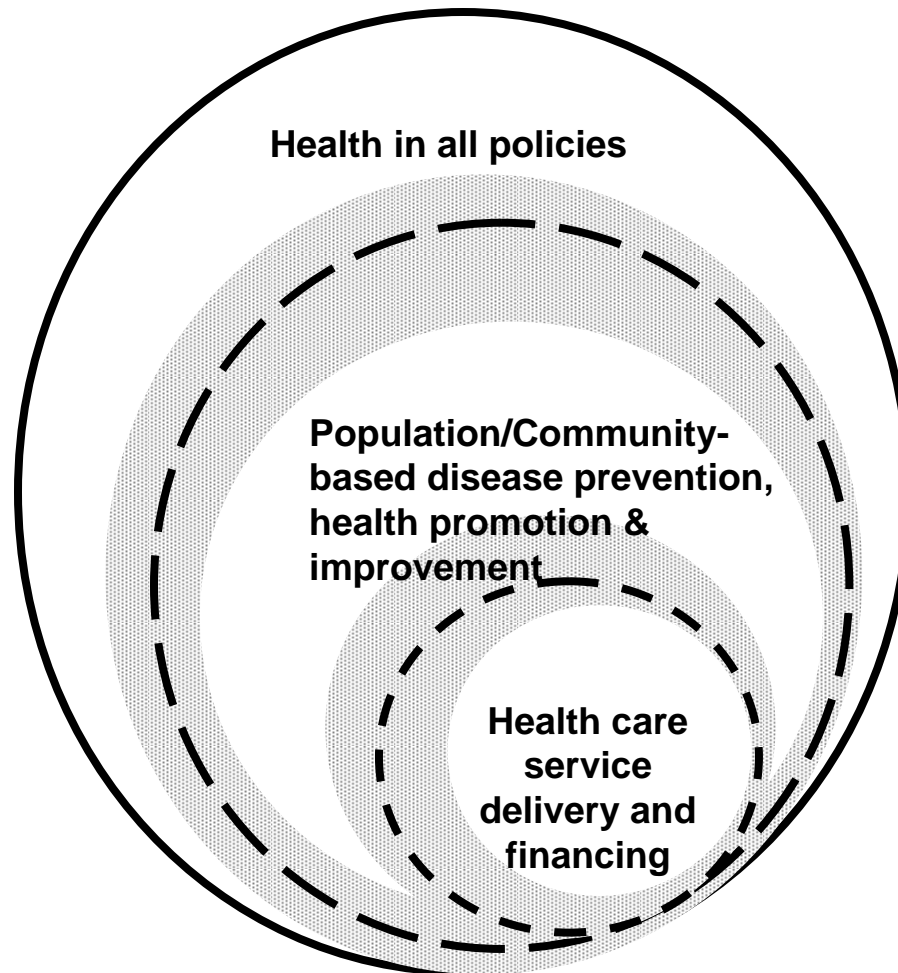 Health in all policies
Population/Community-
based disease prevention,
health promotion &
improvement
Health care
service
delivery and
financing